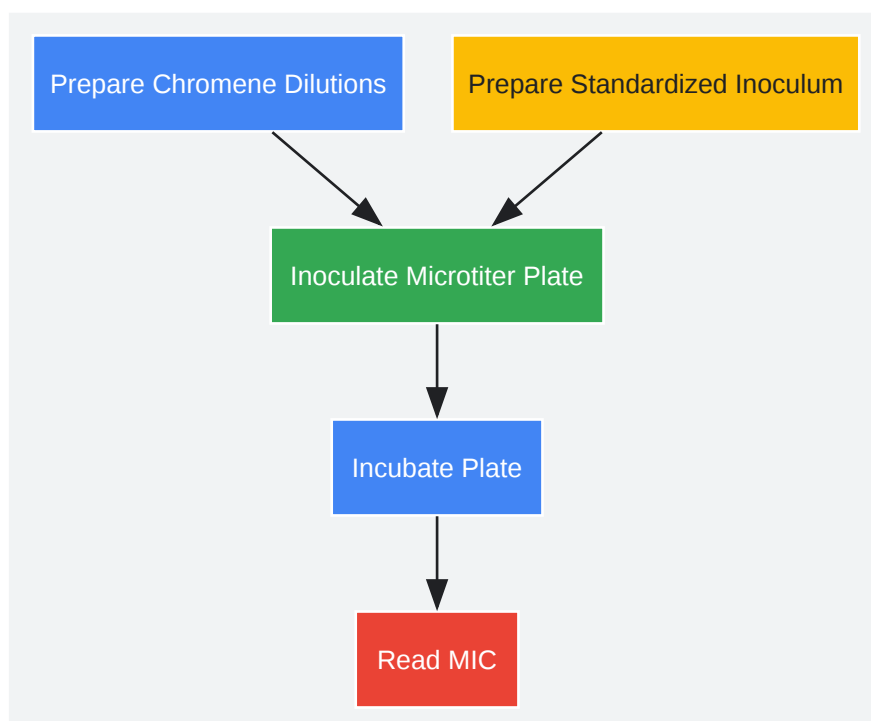 Prepare Chromene Dilutions
Prepare Standardized Inoculum
Inoculate Microtiter Plate
Incubate Plate
Read MIC